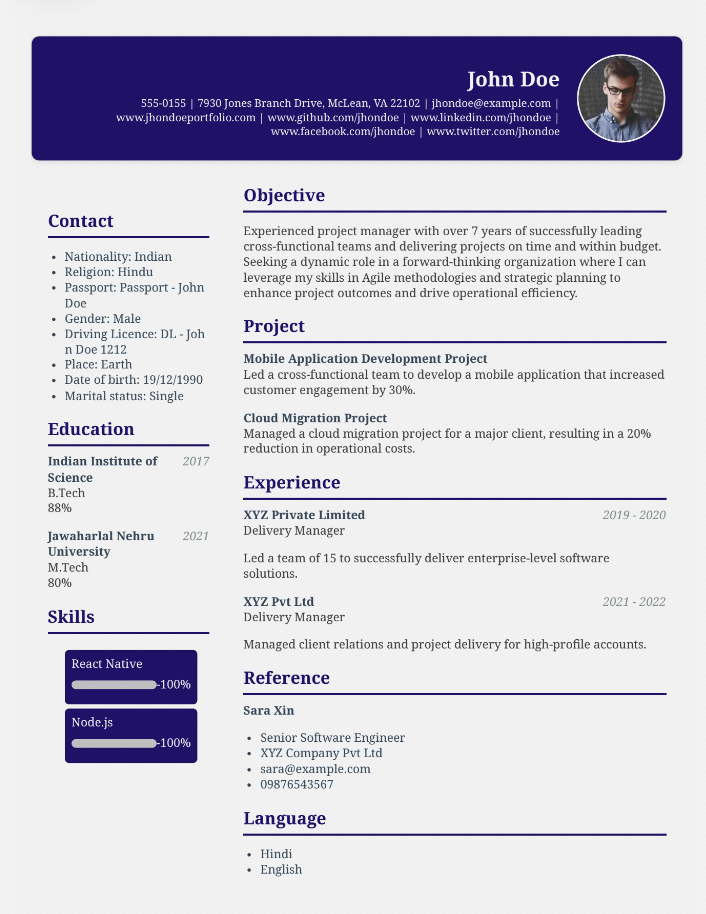 John Doe
555-0155 | 7930 Jones Branch Drive, McLean, VA 22102 | jhondoe@example.com |
www.jhondoeportfolio.com | www.github.com/jhondoe | www.linkedin.com/jhondoe |
www.facebook.com/jhondoe | www.twitter.com/jhondoe
Contact
• Nationality: Indian
• Religion: Hindu
• Passport: Passport - John
Doe
• Gender: Male
• Driving Licence: DL - Joh
n Doe 1212
• Place: Earth
• Date of birth: 19/12/1990
• Marital status: Single
Education
Indian Institute of 2017
Science
B.Tech
88%
Jawaharlal Nehru 2021
University
M.Tech
80%
Skills
React Native
-100%
Node.js
-100%
Objective
Experienced project manager with over 7 years of successfully leading
cross-functional teams and delivering projects on time and within budget.
Seeking a dynamic role in a forward-thinking organization where I can
leverage my skills in Agile methodologies and strategic planning to
enhance project outcomes and drive operational efficiency.
Project
Mobile Application Development Project
Led a cross-functional team to develop a mobile application that increased
customer engagement by 30%.
Cloud Migration Project
Managed a cloud migration project for a major client, resulting in a 20%
reduction in operational costs.
Experience
XYZ Private Limited 2019 - 2020
Delivery Manager
Led a team of 15 to successfully deliver enterprise-level software
solutions.
XYZ Pvt Ltd 2021 - 2022
Delivery Manager
Managed client relations and project delivery for high-profile accounts.
Reference
Sara Xin
• Senior Software Engineer
• XYZ Company Pvt Ltd
• sara@example.com
• 09876543567
Language
• Hindi
• English